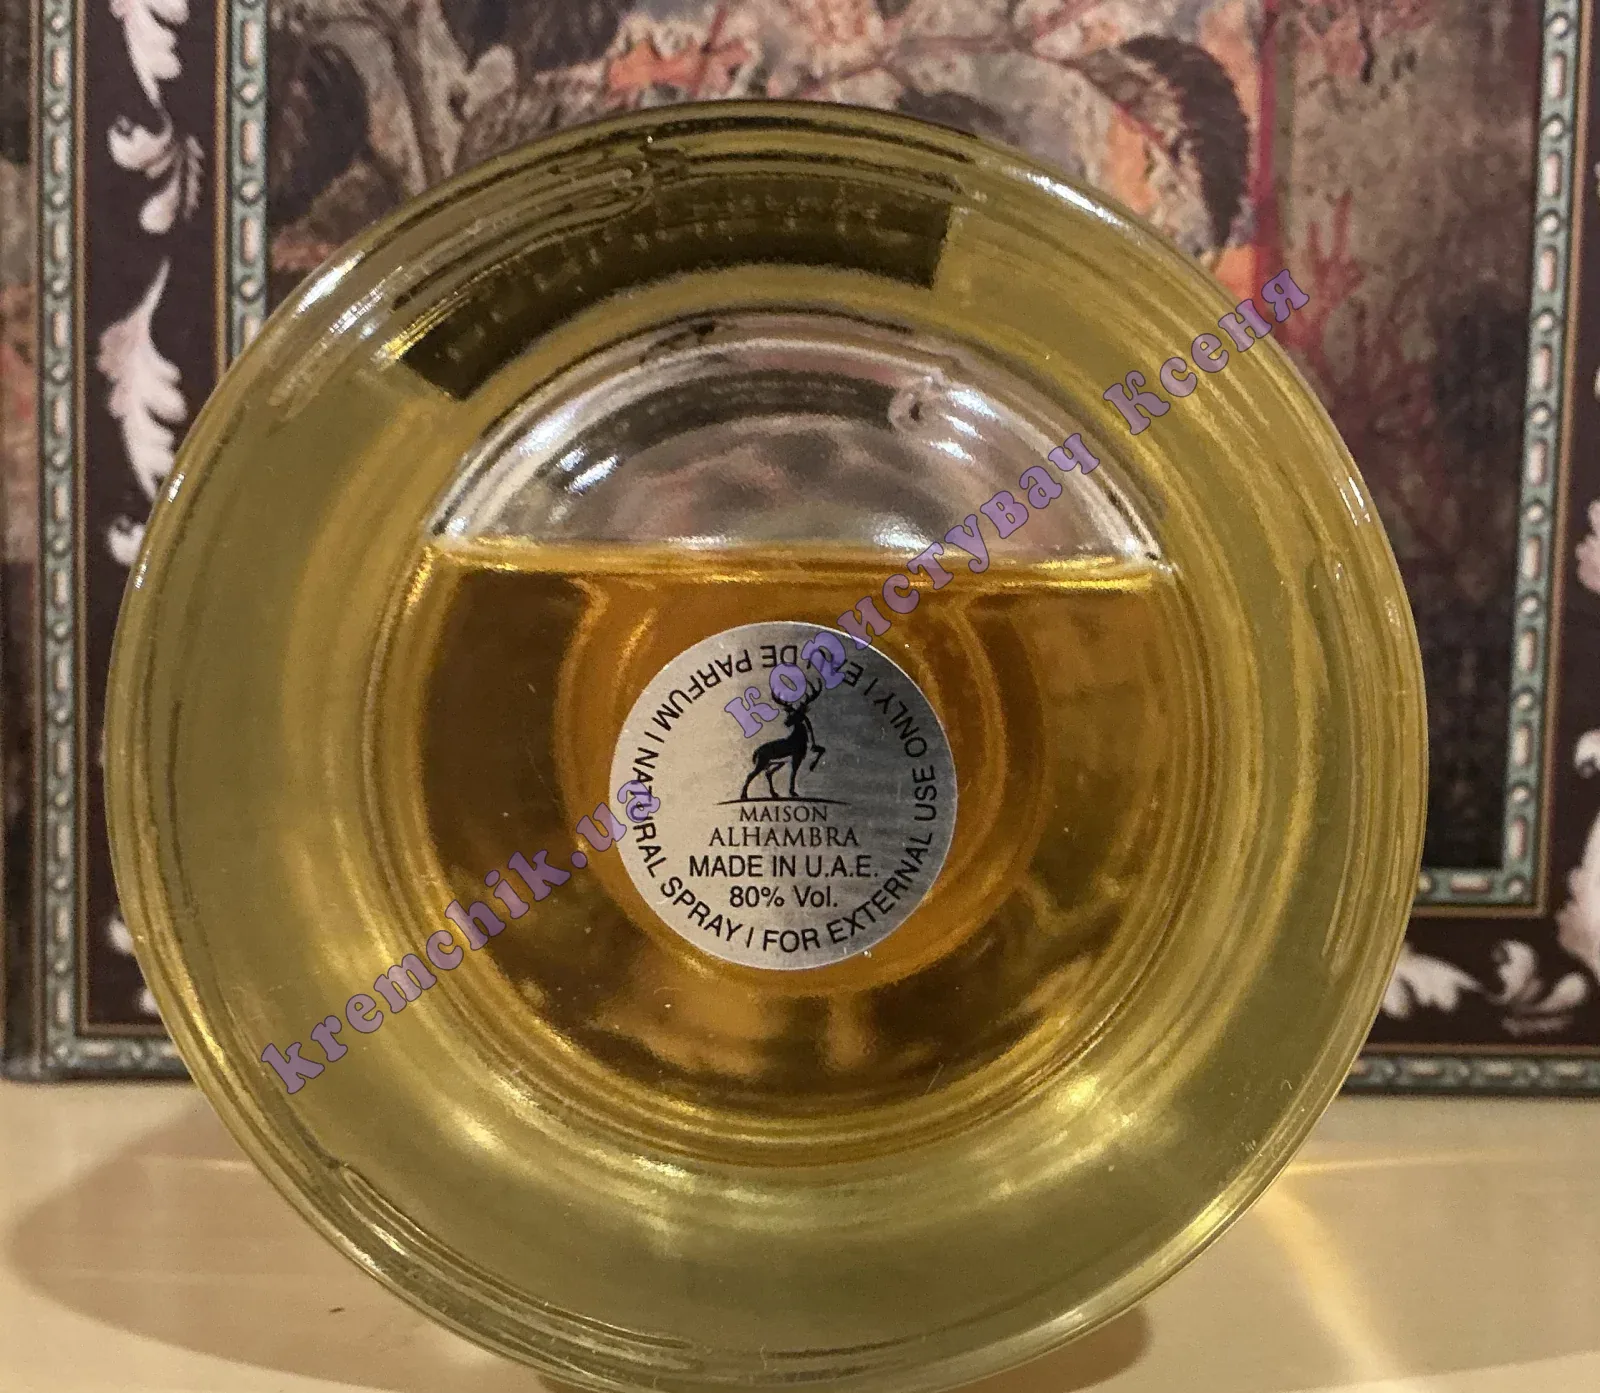 EAU DE PARFUM | NATURAL SPRAY | FOR EXTERNAL USE ONLY |
MAISON
ALHAMBRA
MADE IN U.A.E.
80% Vol.
kremchik.ua користувач Ксеня